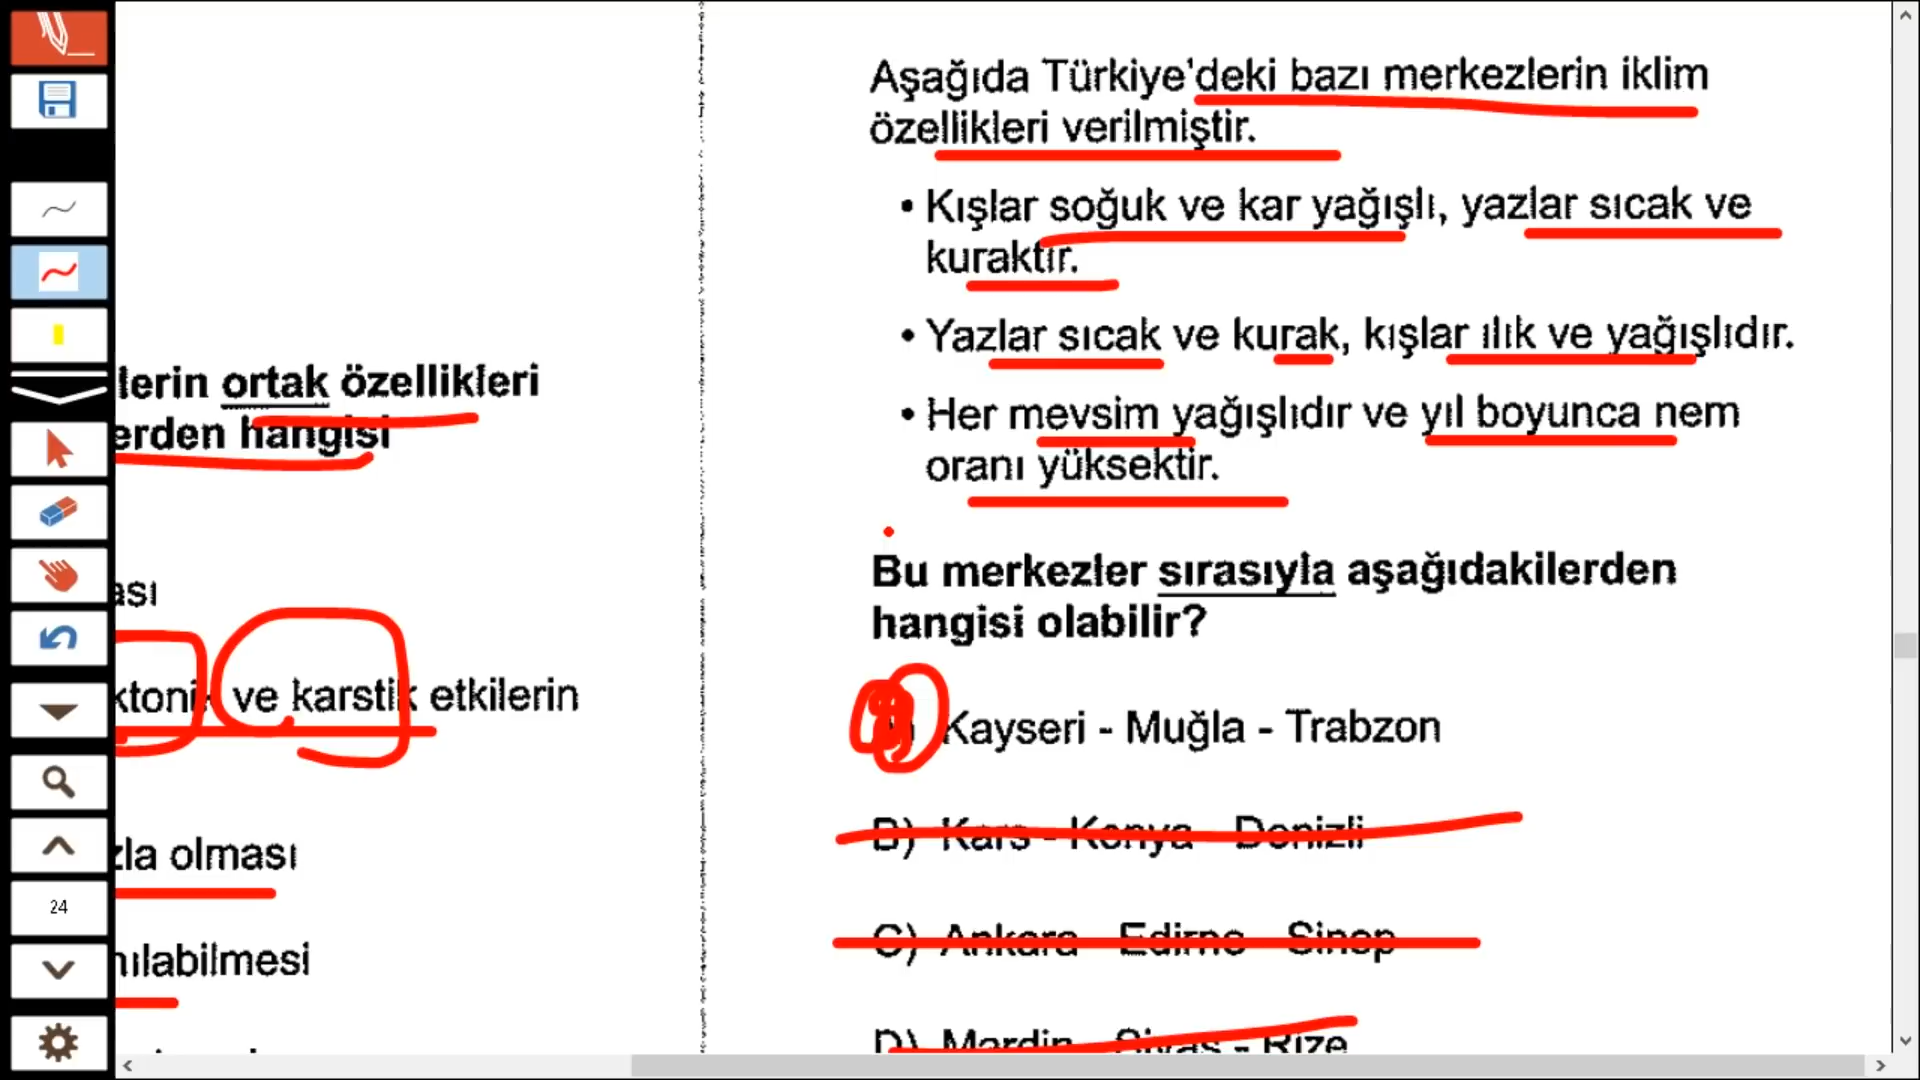 lerin ortak özellikleri
erden hangisi
ası
ktonik ve karstik etkilerin
zla olması
nılabilmesi
24
Aşağıda Türkiye'deki bazı merkezlerin iklim
özellikleri verilmiştir.
• Kışlar soğuk ve kar yağışlı, yazlar sıcak ve
kuraktır.
• Yazlar sıcak ve kurak, kışlar ılık ve yağışlıdır.
• Her mevsim yağışlıdır ve yıl boyunca nem
oranı yüksektir.
Bu merkezler sırasıyla aşağıdakilerden
hangisi olabilir?
Kayseri - Muğla - Trabzon
B) Kars - Konya - Denizli
C) Ankara - Edirne - Sinop
D) Mardin - Sivas - Rize